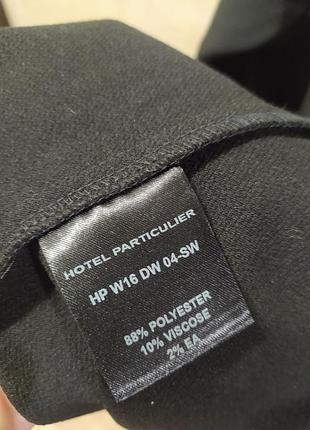 HOTEL PARTICULIER
HP W16 DW 04-SW
88% POLYESTER
10% VISCOSE
2% EA